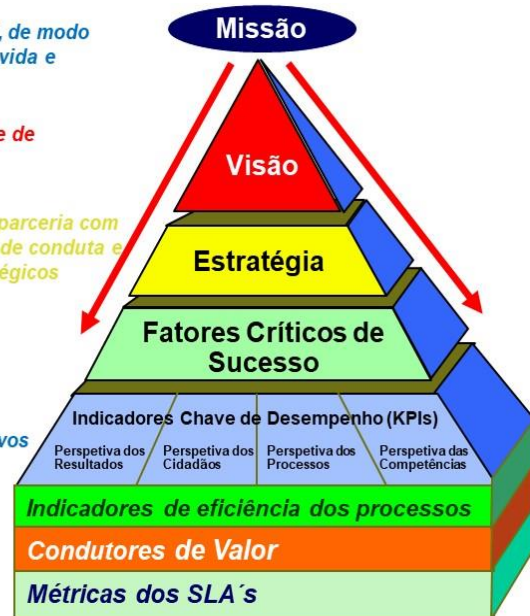 Missão
, de modo
vida e
e de
Visão
parceria com
de conduta e
égicos
Estratégia
Fatores Críticos de
Sucesso
Indicadores Chave de Desempenho (KPIs)
vos
Perspetiva dos
Resultados
Perspetiva dos
Cidadãos
Perspetiva dos
Processos
Perspetiva das
Competências
Indicadores de eficiência dos processos
Condutores de Valor
Métricas dos SLA´s